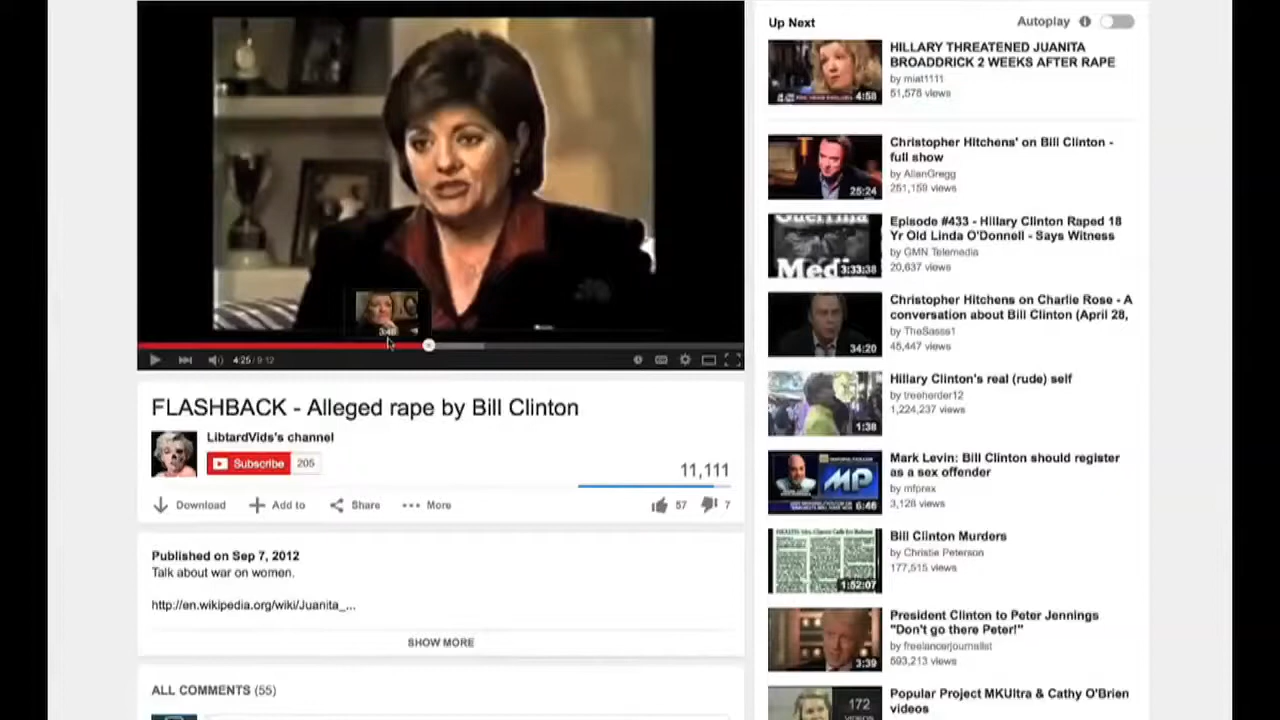 Up Next
Autoplay
HILLARY THREATENED JUANITA
BROADDRICK 2 WEEKS AFTER RAPE
by miat1111
51,578 views
4:58
Christopher Hitchens' on Bill Clinton -
full show
by AllanGregg
251,159 views
25:24
Episode #433 - Hillary Clinton Raped 18
Yr Old Linda O'Donnell - Says Witness
by GMN Telemedia
20,637 views
Guerrilla
Medi
3:33:38
Christopher Hitchens on Charlie Rose - A
conversation about Bill Clinton (April 28,
by TheSasss1
45,447 views
34:20
Hillary Clinton's real (rude) self
by treeherder12
1,224,237 views
1:38
Mark Levin: Bill Clinton should register
as a sex offender
by mfprex
3,128 views
MP
6:46
Bill Clinton Murders
by Christie Peterson
177,515 views
1:52:07
President Clinton to Peter Jennings
"Don't go there Peter!"
by freelancerjournalist
593,213 views
3:39
Popular Project MKUltra & Cathy O'Brien
videos
172
VIDEOS
3:48
4:25 / 9:12
FLASHBACK - Alleged rape by Bill Clinton
LibtardVids's channel
Subscribe 205
11,111
Download Add to Share More 57 7
Published on Sep 7, 2012
Talk about war on women.
http://en.wikipedia.org/wiki/Juanita_...
SHOW MORE
ALL COMMENTS (55)